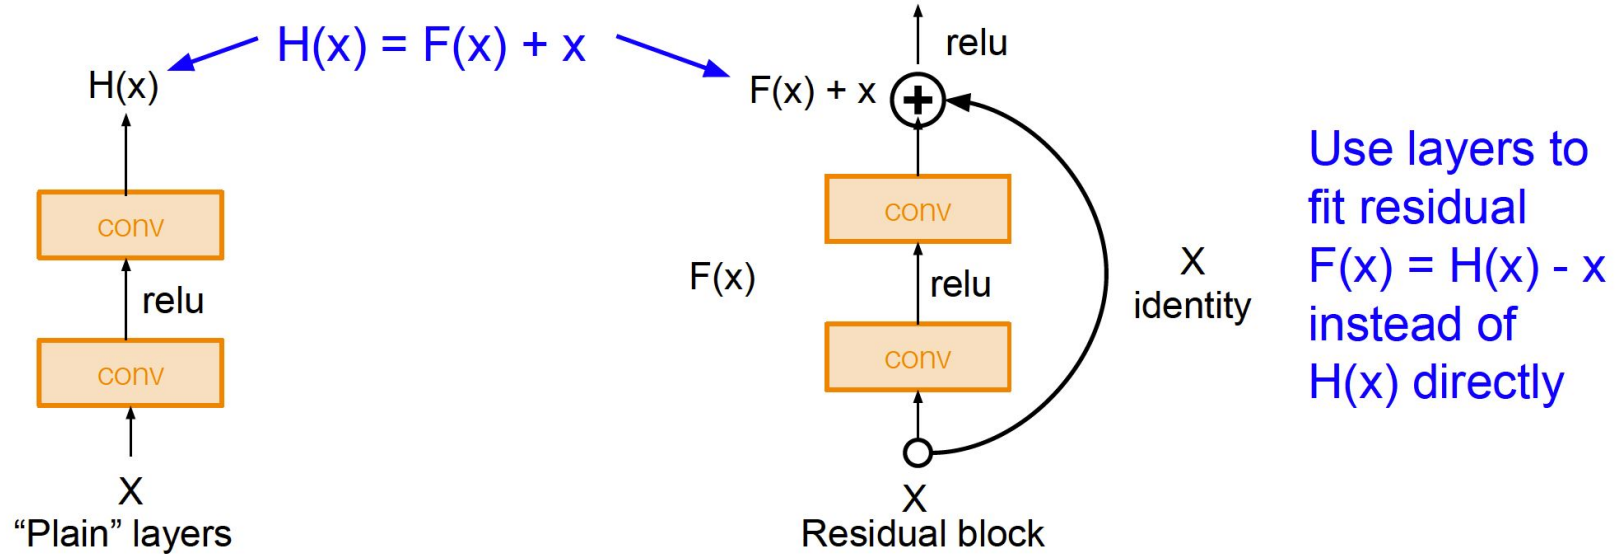 H(x) = F(x) + x
H(x)
conv
relu
conv
X
“Plain” layers
relu
F(x) + x
conv
F(x)
relu
conv
X
identity
X
Residual block
Use layers to
fit residual
F(x) = H(x) - x
instead of
H(x) directly